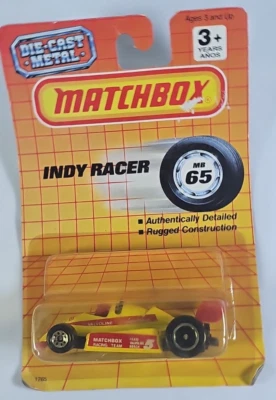 Ages 3 and Up
DIE-CAST
METAL
3+
YEARS
AÑOS
MATCHBOX
INDY RACER
MB
65
Authentically Detailed
Rugged Construction
MATCHBOX
RACING TEAM
5